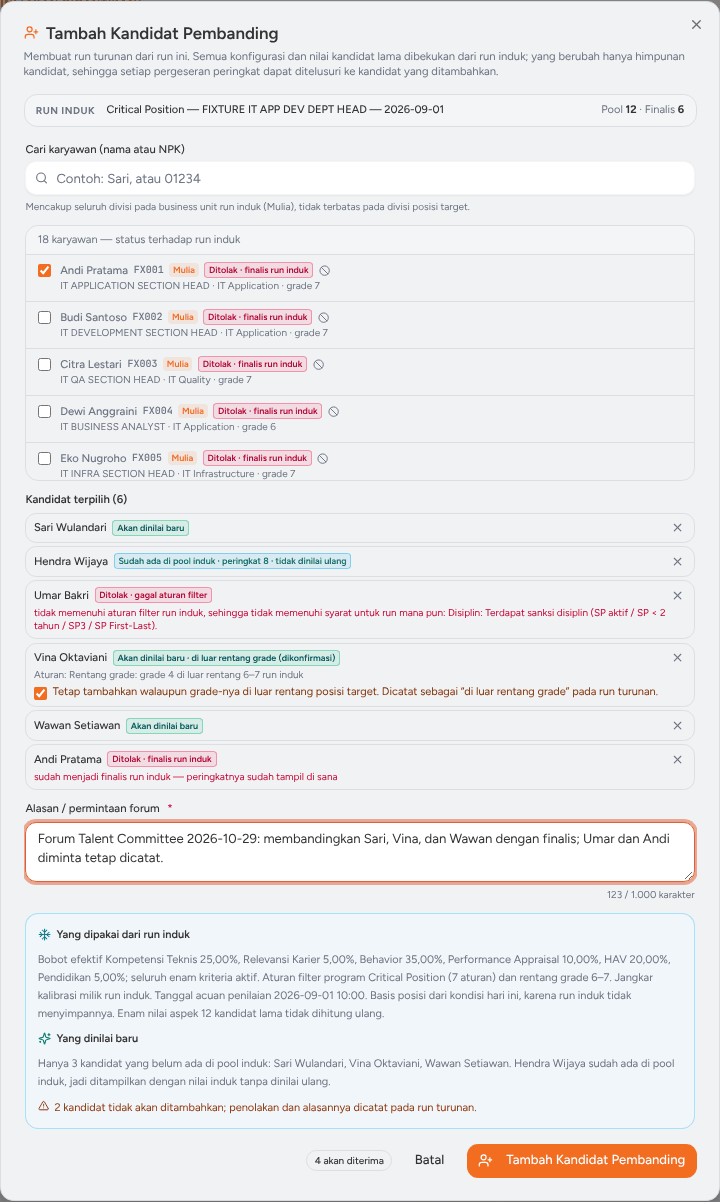 Tambah Kandidat Pembanding
Membuat run turunan dari run ini. Semua konfigurasi dan nilai kandidat lama dibekukan dari run induk; yang berubah hanya himpunan
kandidat, sehingga setiap pergeseran peringkat dapat ditelusuri ke kandidat yang ditambahkan.
RUN INDUK Critical Position — FIXTURE IT APP DEV DEPT HEAD — 2026-09-01 Pool 12 · Finalis 6
Cari karyawan (nama atau NPK)
Contoh: Sari, atau 01234
Mencakup seluruh divisi pada business unit run induk (Mulia), tidak terbatas pada divisi posisi target.
18 karyawan — status terhadap run induk
Andi Pratama FX001 Mulia Ditolak · finalis run induk
IT APPLICATION SECTION HEAD · IT Application · grade 7
Budi Santoso FX002 Mulia Ditolak · finalis run induk
IT DEVELOPMENT SECTION HEAD · IT Application · grade 7
Citra Lestari FX003 Mulia Ditolak · finalis run induk
IT QA SECTION HEAD · IT Quality · grade 7
Dewi Anggraini FX004 Mulia Ditolak · finalis run induk
IT BUSINESS ANALYST · IT Application · grade 6
Eko Nugroho FX005 Mulia Ditolak · finalis run induk
IT INFRA SECTION HEAD · IT Infrastructure · grade 7
Kandidat terpilih (6)
Sari Wulandari Akan dinilai baru
Hendra Wijaya Sudah ada di pool induk · peringkat 8 · tidak dinilai ulang
Umar Bakri Ditolak · gagal aturan filter
tidak memenuhi aturan filter run induk, sehingga tidak memenuhi syarat untuk run mana pun: Disiplin: Terdapat sanksi disiplin (SP aktif / SP < 2
tahun / SP3 / SP First-Last).
Vina Oktaviani Akan dinilai baru · di luar rentang grade (dikonfirmasi)
Aturan: Rentang grade: grade 4 di luar rentang 6–7 run induk
Tetap tambahkan walaupun grade-nya di luar rentang posisi target. Dicatat sebagai “di luar rentang grade” pada run turunan.
Wawan Setiawan Akan dinilai baru
Andi Pratama Ditolak · finalis run induk
sudah menjadi finalis run induk — peringkatnya sudah tampil di sana
Alasan / permintaan forum *
Forum Talent Committee 2026-10-29: membandingkan Sari, Vina, dan Wawan dengan finalis; Umar dan Andi
diminta tetap dicatat.
123 / 1.000 karakter
Yang dipakai dari run induk
Bobot efektif Kompetensi Teknis 25,00%, Relevansi Karier 5,00%, Behavior 35,00%, Performance Appraisal 10,00%, HAV 20,00%,
Pendidikan 5,00%; seluruh enam kriteria aktif. Aturan filter program Critical Position (7 aturan) dan rentang grade 6–7. Jangkar
kalibrasi milik run induk. Tanggal acuan penilaian 2026-09-01 10:00. Basis posisi dari kondisi hari ini, karena run induk tidak
menyimpannya. Enam nilai aspek 12 kandidat lama tidak dihitung ulang.
Yang dinilai baru
Hanya 3 kandidat yang belum ada di pool induk: Sari Wulandari, Vina Oktaviani, Wawan Setiawan. Hendra Wijaya sudah ada di pool
induk, jadi ditampilkan dengan nilai induk tanpa dinilai ulang.
2 kandidat tidak akan ditambahkan; penolakan dan alasannya dicatat pada run turunan.
4 akan diterima Batal Tambah Kandidat Pembanding